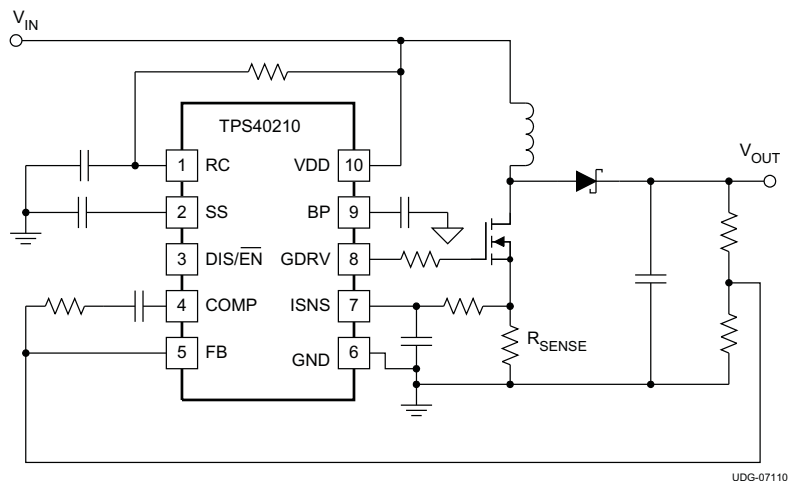 VIN
TPS40210
1 RC VDD 10
VOUT
2 SS BP 9
3 DIS/EN GDRV 8
4 COMP ISNS 7
RSENSE
5 FB GND 6
UDG-07110